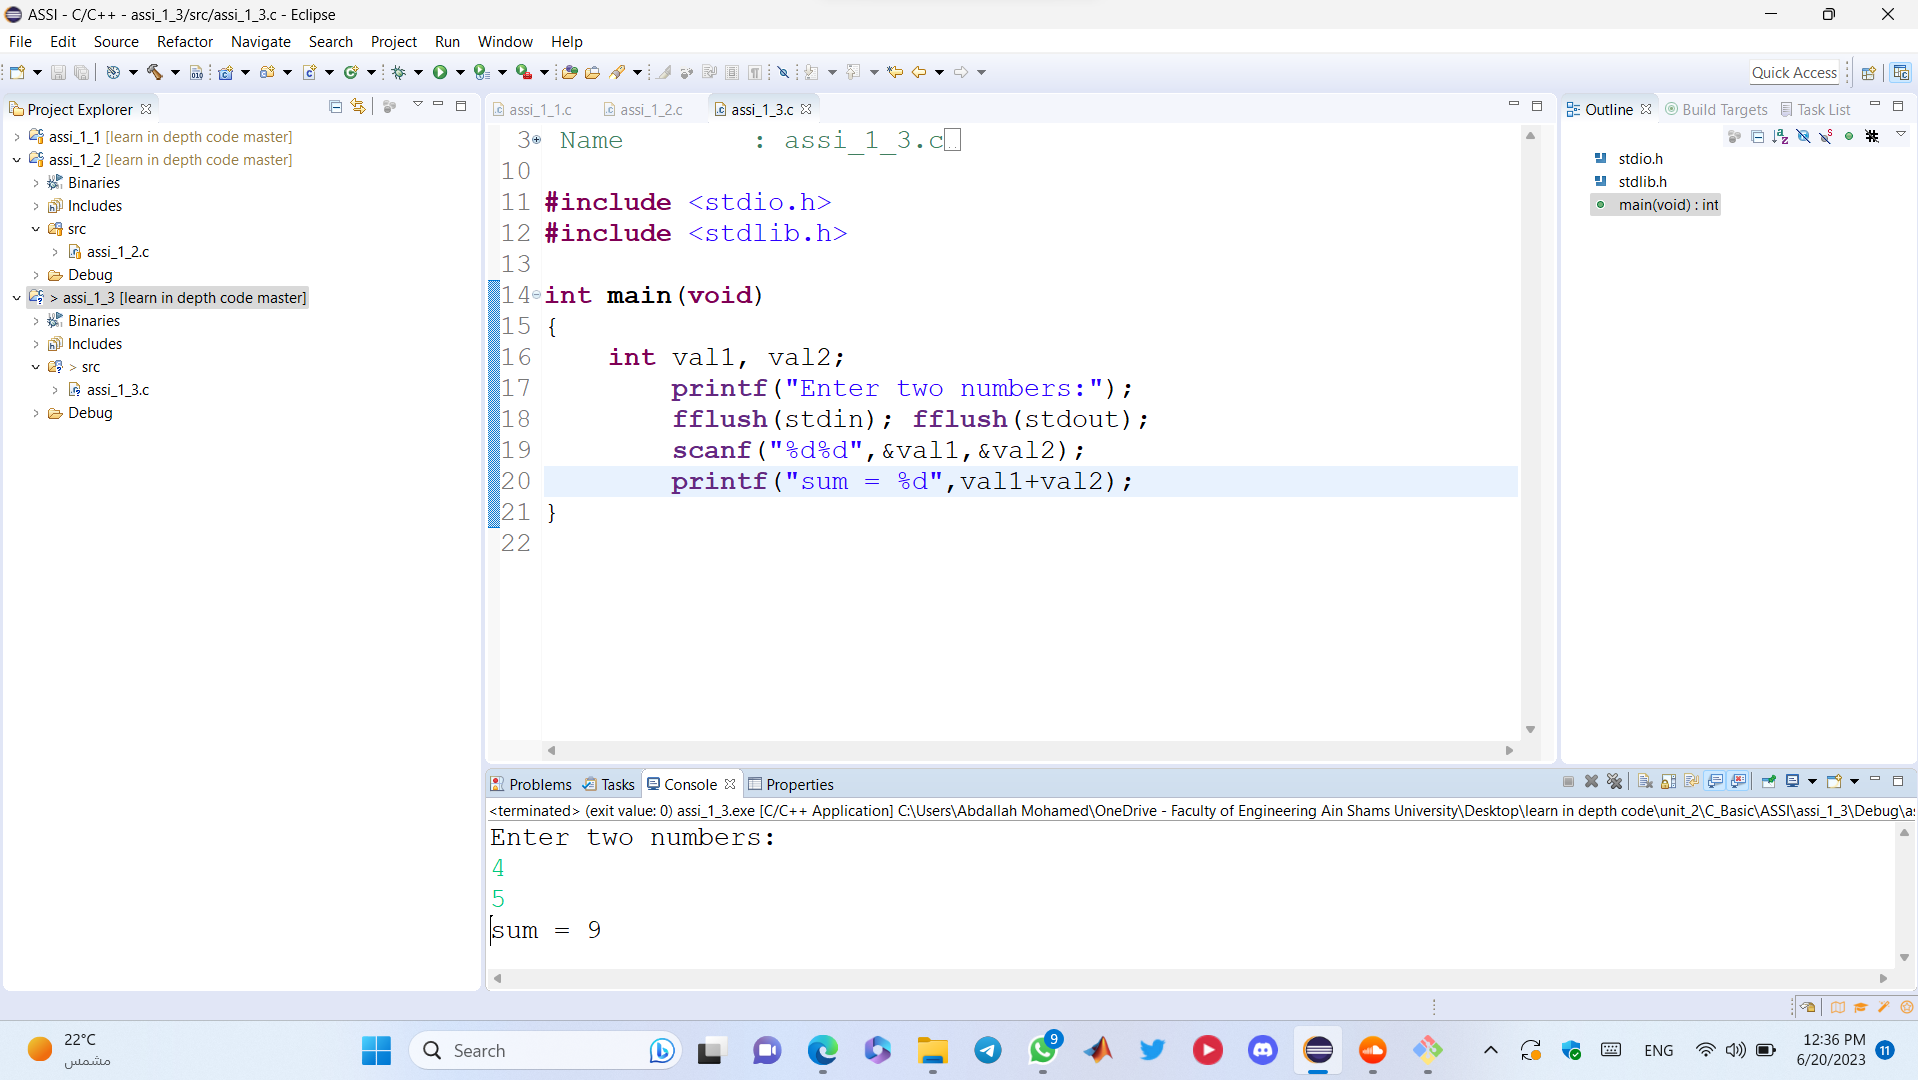 ASSI - C/C++ - assi_1_3/src/assi_1_3.c - Eclipse
File Edit Source Refactor Navigate Search Project Run Window Help
Quick Access
Project Explorer
assi_1_1 [learn in depth code master]
assi_1_2 [learn in depth code master]
Binaries
Includes
src
assi_1_2.c
Debug
> assi_1_3 [learn in depth code master]
Binaries
Includes
> src
assi_1_3.c
Debug
assi_1_1.c assi_1_2.c assi_1_3.c
3 Name : assi_1_3.c
10
11 #include <stdio.h>
12 #include <stdlib.h>
13
14 int main(void)
15 {
16 int val1, val2;
17 printf("Enter two numbers:");
18 fflush(stdin); fflush(stdout);
19 scanf("%d%d",&val1,&val2);
20 printf("sum = %d",val1+val2);
21 }
22
Outline Build Targets Task List
stdio.h
stdlib.h
main(void) : int
Problems Tasks Console Properties
<terminated> (exit value: 0) assi_1_3.exe [C/C++ Application] C:\Users\Abdallah Mohamed\OneDrive - Faculty of Engineering Ain Shams University\Desktop\learn in depth code\unit_2\C_Basic\ASSI\assi_1_3\Debug\as
Enter two numbers:
4
5
sum = 9
22°C
مشمس
Search
9
ENG
12:36 PM
6/20/2023
11